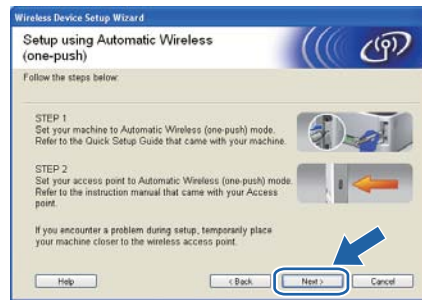 Wireless Device Setup Wizard
Setup using Automatic Wireless
(one-push)
Follow the steps below.
STEP 1
Set your machine to Automatic Wireless (one-push) mode.
Refer to the Quick Setup Guide that came with your machine.
STEP 2
Set your access point to Automatic Wireless (one-push) mode.
Refer to the instruction manual that came with your Access
point.
If you encounter a problem during setup, temporarily place
your machine closer to the wireless access point.
Help
< Back
Next >
Cancel